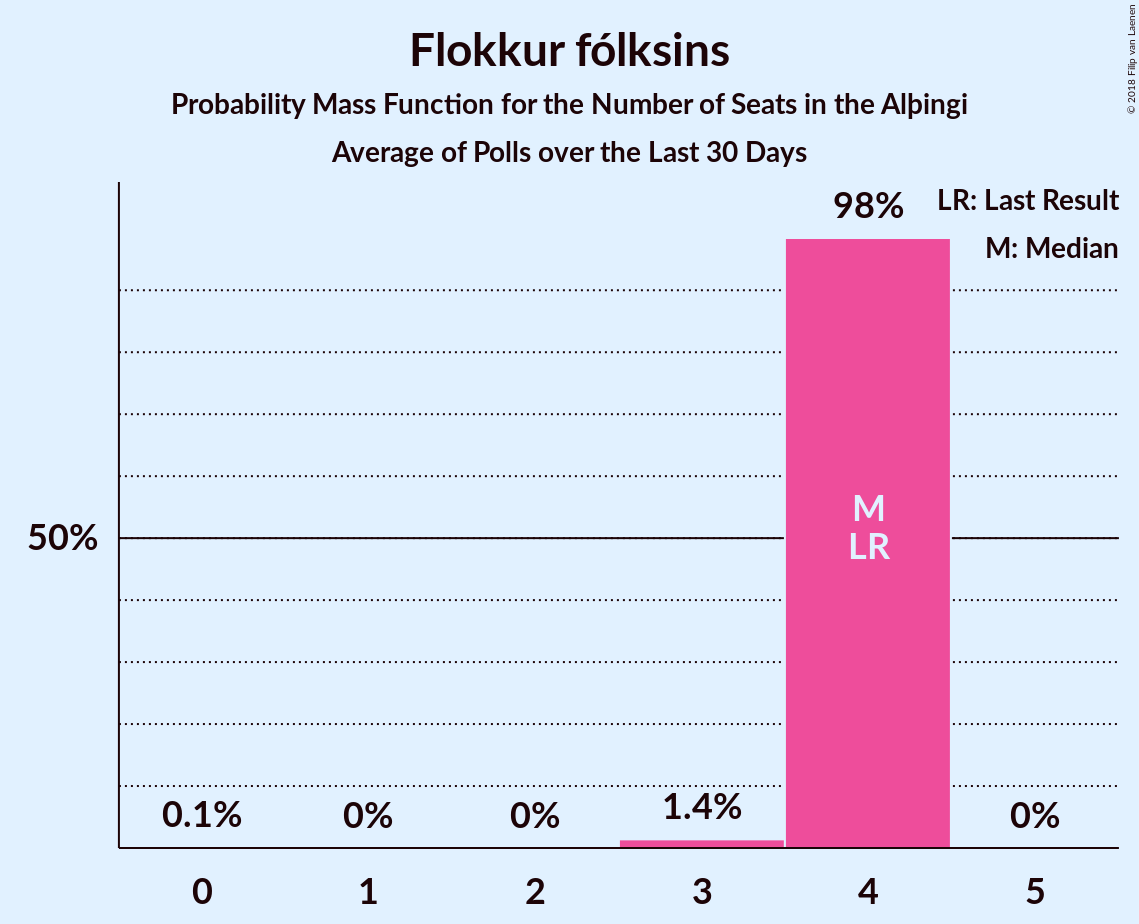 Flokkur fólksins
Probability Mass Function for the Number of Seats in the Alþingi
Average of Polls over the Last 30 Days
© 2018 Filip van Laenen
LR: Last Result
M: Median
98%
50%
M
LR
0.1%
0%
0%
1.4%
0%
0
1
2
3
4
5